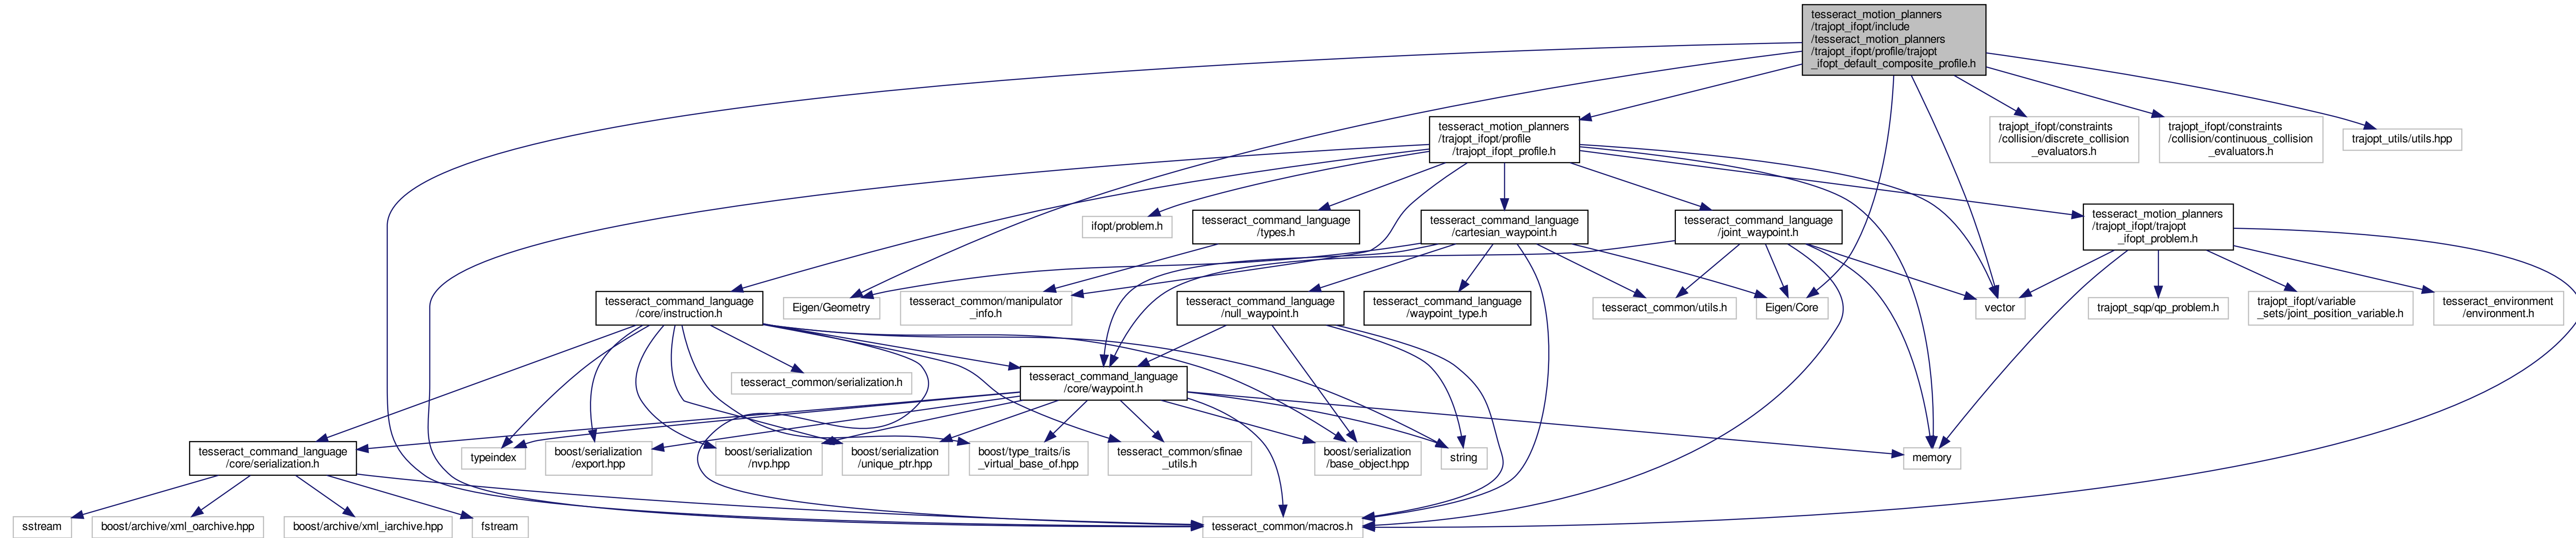 tesseract_motion_planners
/trajopt_ifopt/include
/tesseract_motion_planners
/trajopt_ifopt/profile/trajopt
_ifopt_default_composite_profile.h
tesseract_motion_planners
/trajopt_ifopt/profile
/trajopt_ifopt_profile.h
trajopt_ifopt/constraints
/collision/discrete_collision
_evaluators.h
trajopt_ifopt/constraints
/collision/continuous_collision
_evaluators.h
trajopt_utils/utils.hpp
ifopt/problem.h
tesseract_command_language
/types.h
tesseract_command_language
/cartesian_waypoint.h
tesseract_command_language
/joint_waypoint.h
tesseract_motion_planners
/trajopt_ifopt/trajopt
_ifopt_problem.h
tesseract_command_language
/core/instruction.h
Eigen/Geometry
tesseract_common/manipulator
_info.h
tesseract_command_language
/null_waypoint.h
tesseract_command_language
/waypoint_type.h
tesseract_common/utils.h
Eigen/Core
vector
trajopt_sqp/qp_problem.h
trajopt_ifopt/variable
_sets/joint_position_variable.h
tesseract_environment
/environment.h
tesseract_common/serialization.h
tesseract_command_language
/core/waypoint.h
tesseract_command_language
/core/serialization.h
typeindex
boost/serialization
/export.hpp
boost/serialization
/nvp.hpp
boost/serialization
/unique_ptr.hpp
boost/type_traits/is
_virtual_base_of.hpp
tesseract_common/sfinae
_utils.h
boost/serialization
/base_object.hpp
string
memory
sstream
boost/archive/xml_oarchive.hpp
boost/archive/xml_iarchive.hpp
fstream
tesseract_common/macros.h